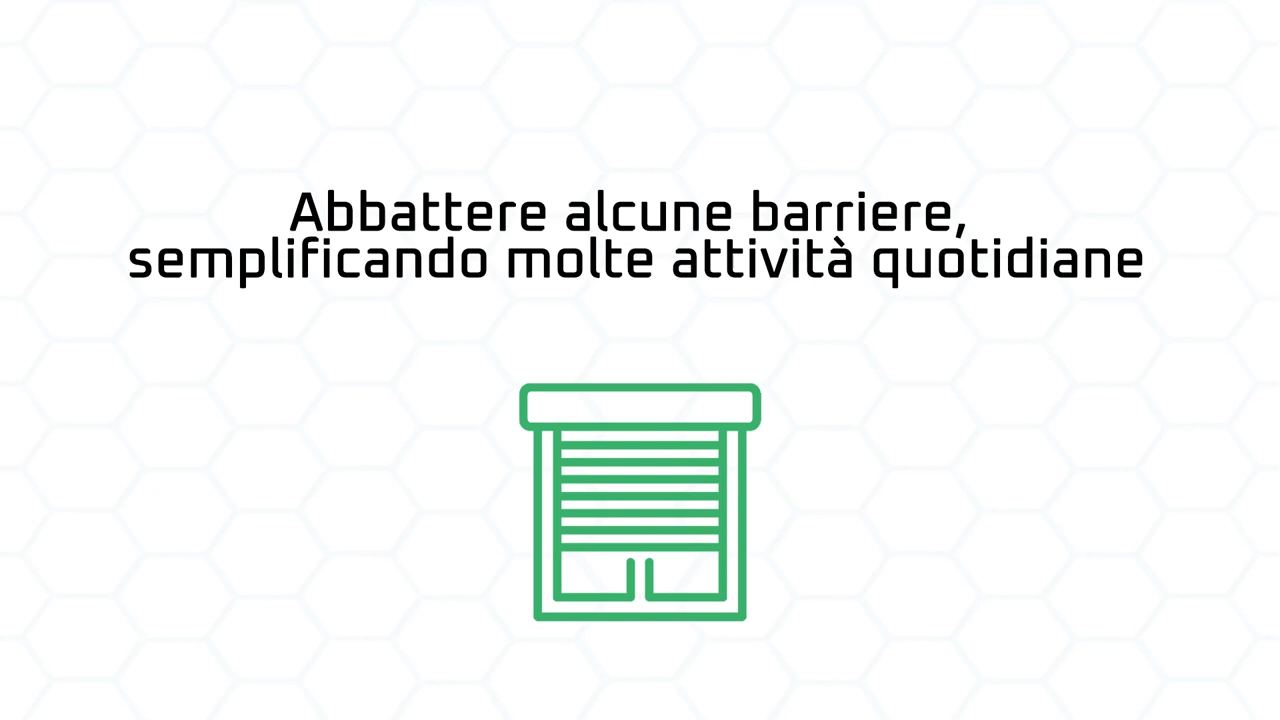 Abbattere alcune barriere,
semplificando molte attività quotidiane